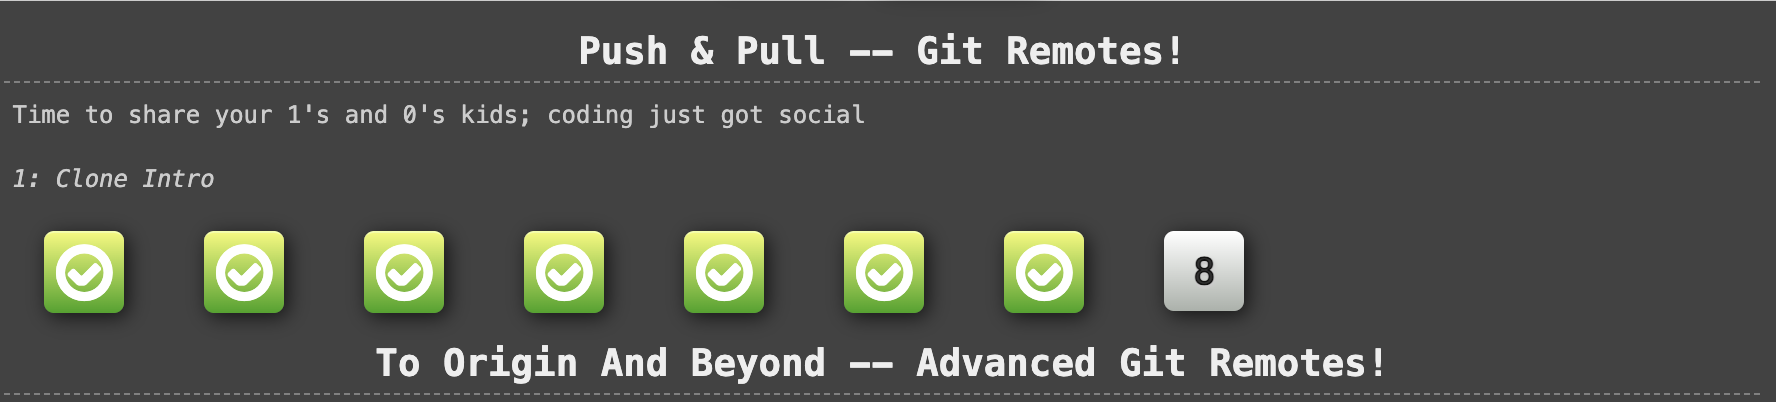 Push & Pull -- Git Remotes!
Time to share your 1's and 0's kids; coding just got social
1: Clone Intro
8
To Origin And Beyond -- Advanced Git Remotes!